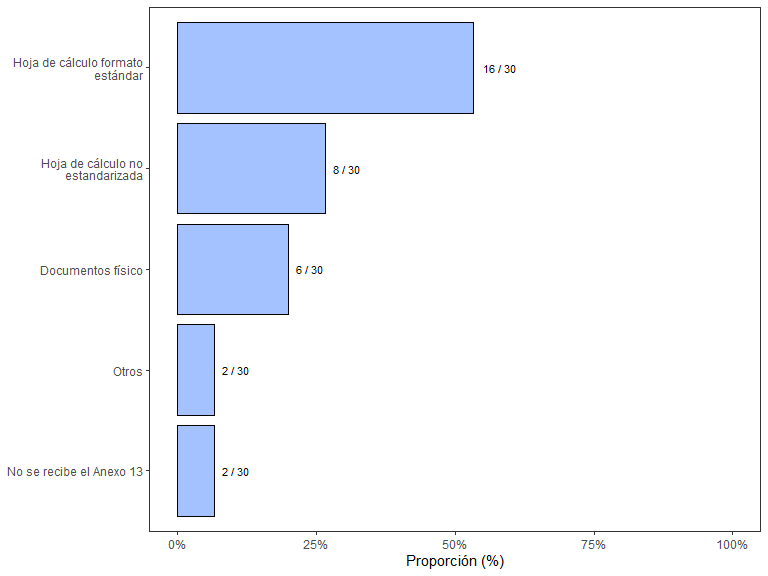 Hoja de cálculo formato
estándar
16 / 30
Hoja de cálculo no
estandarizada
8 / 30
Documentos físico
6 / 30
Otros
2 / 30
No se recibe el Anexo 13
2 / 30
0%
25%
50%
75%
100%
Proporción (%)